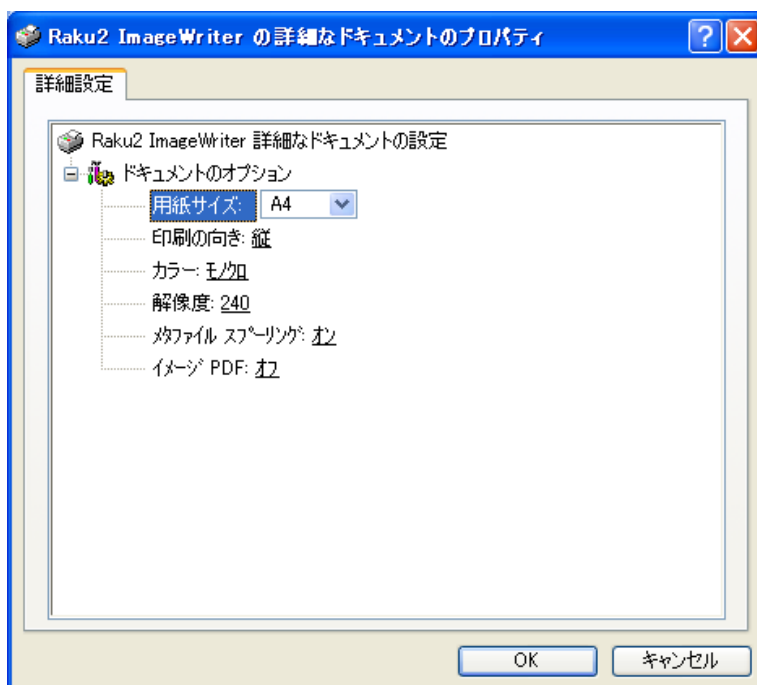 Raku2 ImageWriter の詳細なドキュメントのプロパティ
詳細設定
Raku2 ImageWriter 詳細なドキュメントの設定
ドキュメントのオプション
用紙サイズ: A4
印刷の向き: 縦
カラー: モノクロ
解像度: 240
メタファイル スプーリング: オン
イメージ PDF: オフ
OK キャンセル